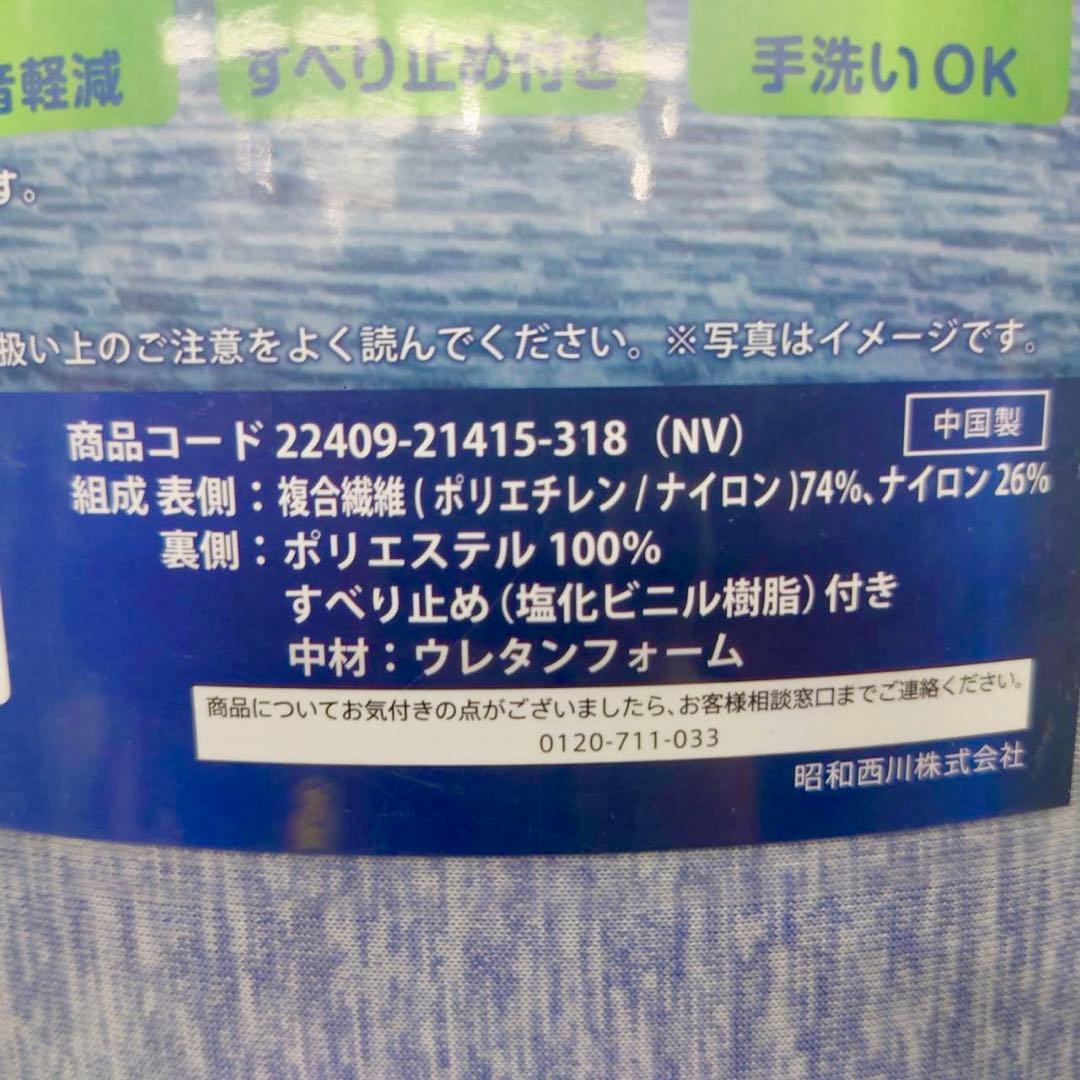 音軽減
すべり止め付き
手洗いOK
す。
扱い上のご注意をよく読んでください。※写真はイメージです。
商品コード 22409-21415-318（NV）
中国製
組成 表側：複合繊維(ポリエチレン/ナイロン)74%、ナイロン26%
裏側：ポリエステル 100%
すべり止め（塩化ビニル樹脂）付き
中材：ウレタンフォーム
商品についてお気付きの点がございましたら、お客様相談窓口までご連絡ください。
0120-711-033
昭和西川株式会社